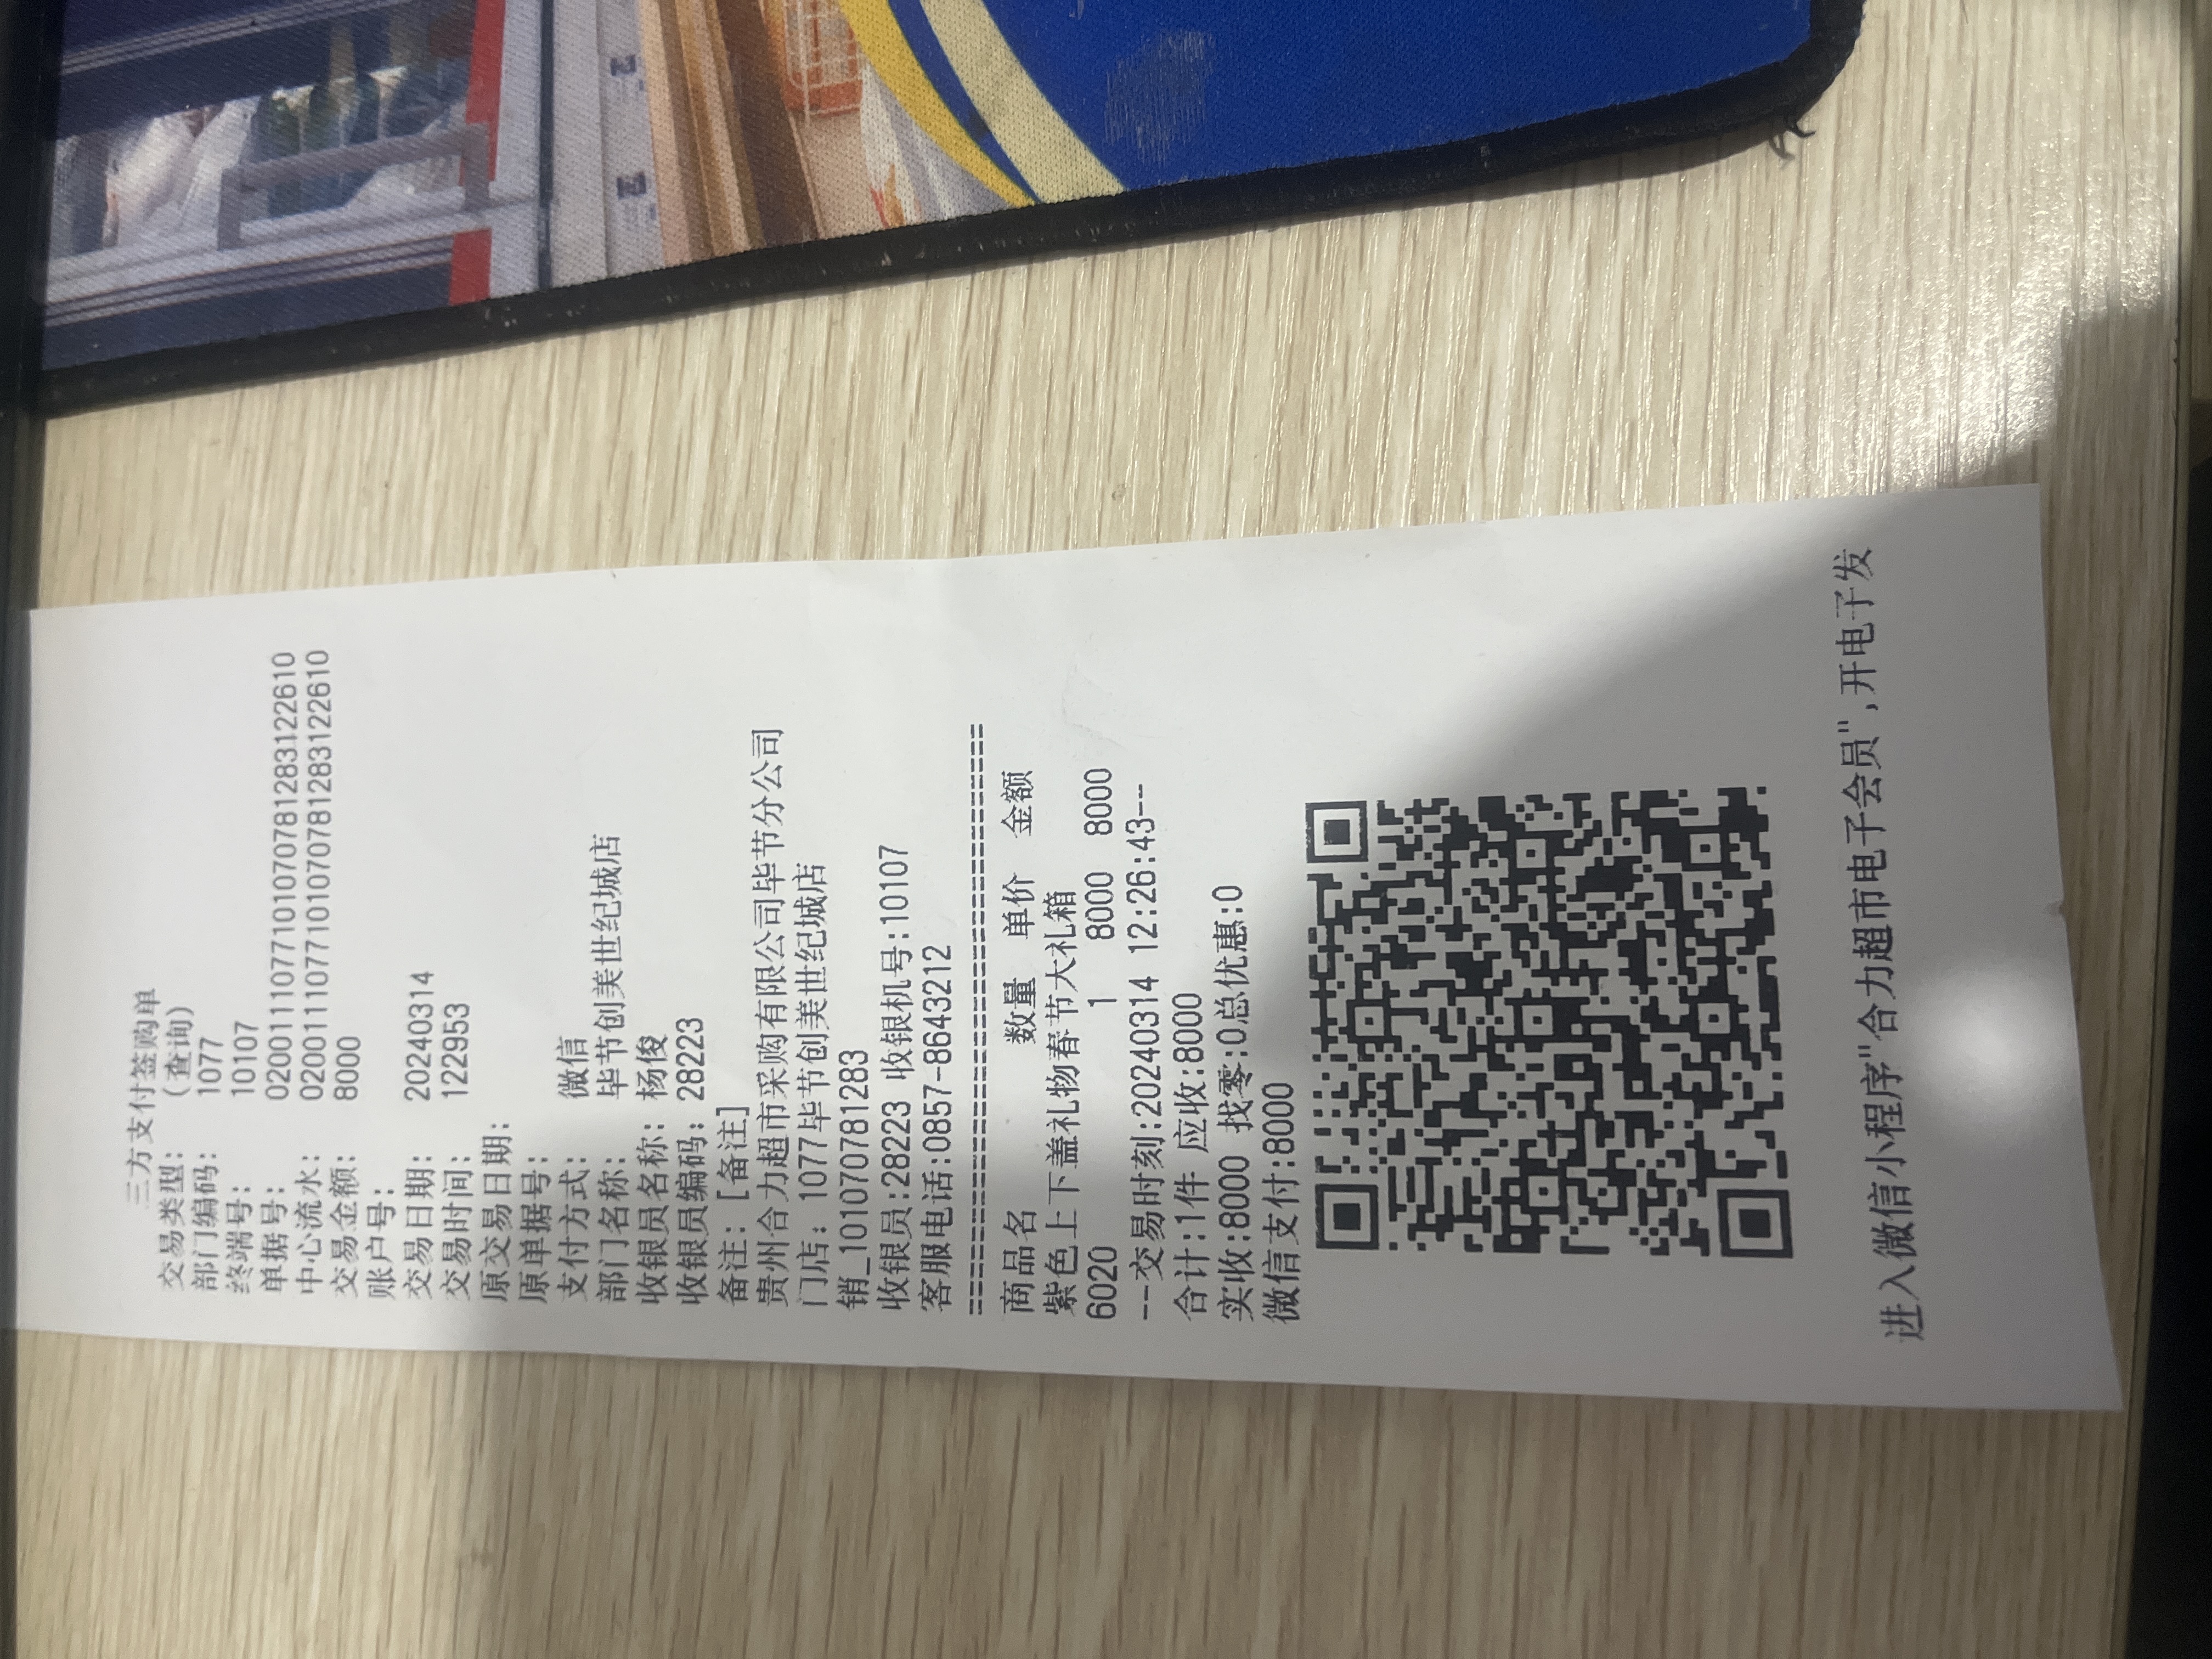 三方支付签购单
交易类型： （查询）
部门编码： 1077
终端号： 10107
单据号： 0200111077101070781283122610
中心流水： 0200111077101070781283122610
交易金额： 8000
账户号：
交易日期： 20240314
交易时间： 122953
原交易日期：
原单据号：
支付方式： 微信
部门名称： 毕节创美世纪城店
收银员名称： 杨俊
收银员编码： 28223
备注： [备注]
贵州合力超市采购有限公司毕节分公司
门店： 1077毕节创美世纪城店
销_101070781283
收银员:28223 收银机号:10107
客服电话:0857-8643212
================================
商品名 数量 单价 金额
紫色上下盖礼物春节大礼箱
6020 1 8000 8000
--交易时刻:20240314 12:26:43--
合计:1件 应收:8000
实收:8000 找零:0总优惠:0
微信支付:8000
进入微信小程序"合力超市电子会员",开电子发